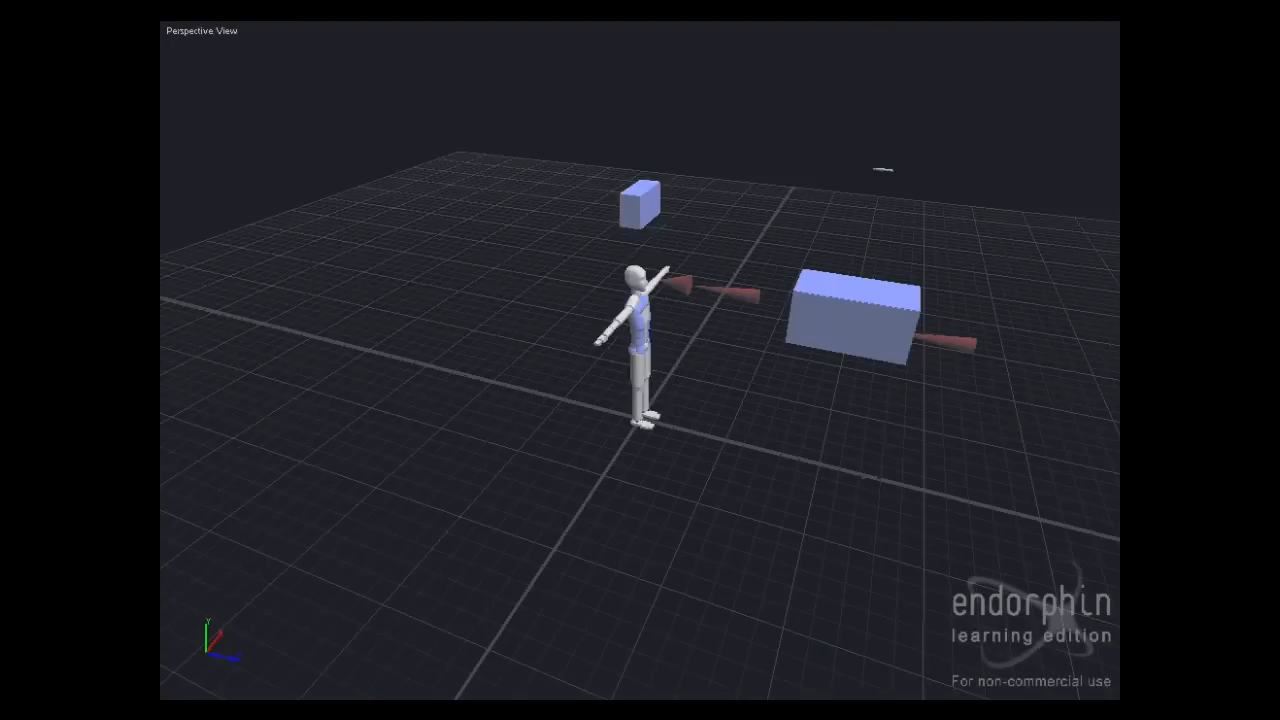 Perspective View
Y
endorphin
learning edition
For non-commercial use